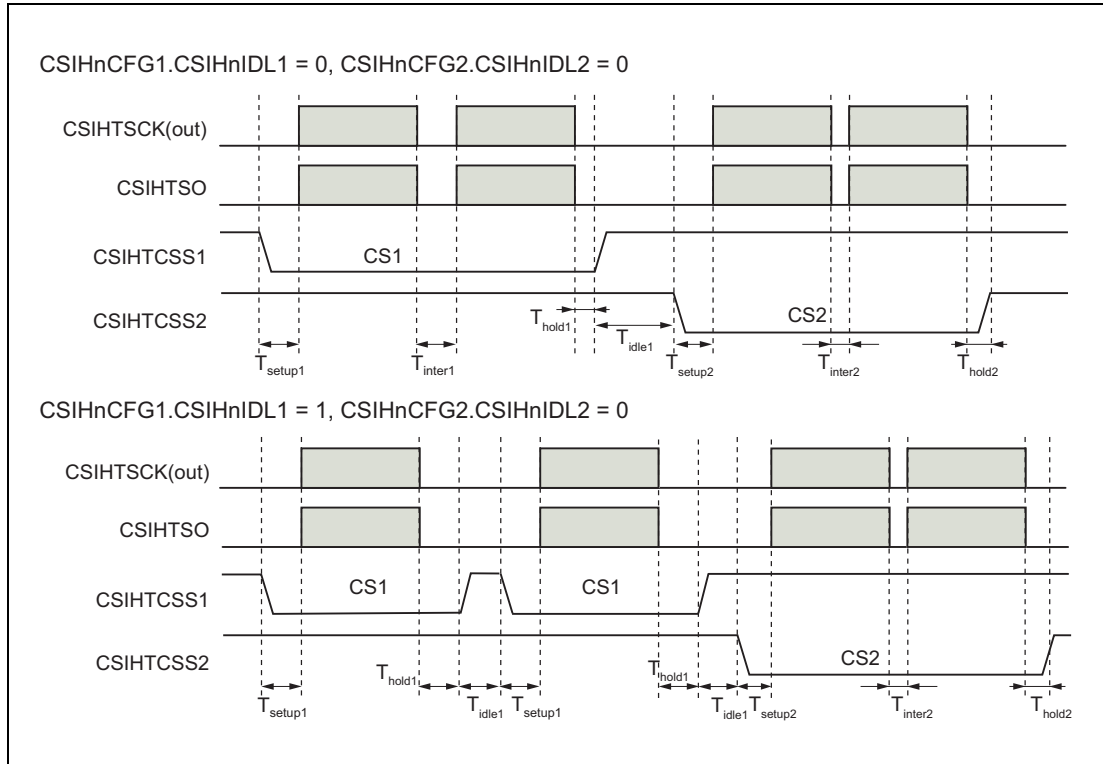 CSIHnCFG1.CSIHnIDL1 = 0, CSIHnCFG2.CSIHnIDL2 = 0
CSIHTSCK(out)
CSIHTSO
CSIHTCSS1
CS1
CSIHTCSS2
CS2
Thold1
Tidle1
Tsetup1
Tinter1
Tsetup2
Tinter2
Thold2
CSIHnCFG1.CSIHnIDL1 = 1, CSIHnCFG2.CSIHnIDL2 = 0
CSIHTSCK(out)
CSIHTSO
CSIHTCSS1
CS1
CS1
CSIHTCSS2
CS2
Thold1
Thold1
Tsetup1
Tidle1
Tsetup1
Tidle1
Tsetup2
Tinter2
Thold2